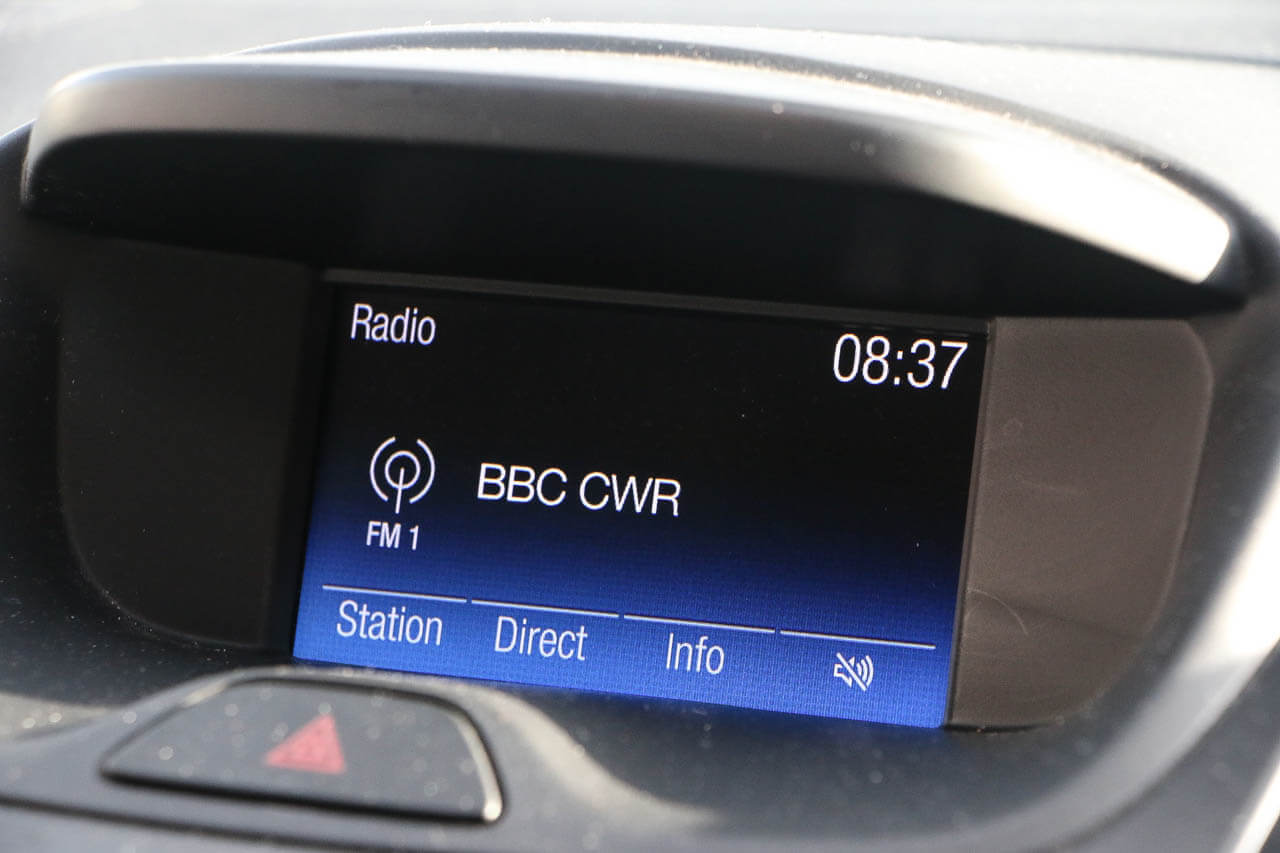 Radio
08:37
BBC CWR
FM 1
Station Direct Info